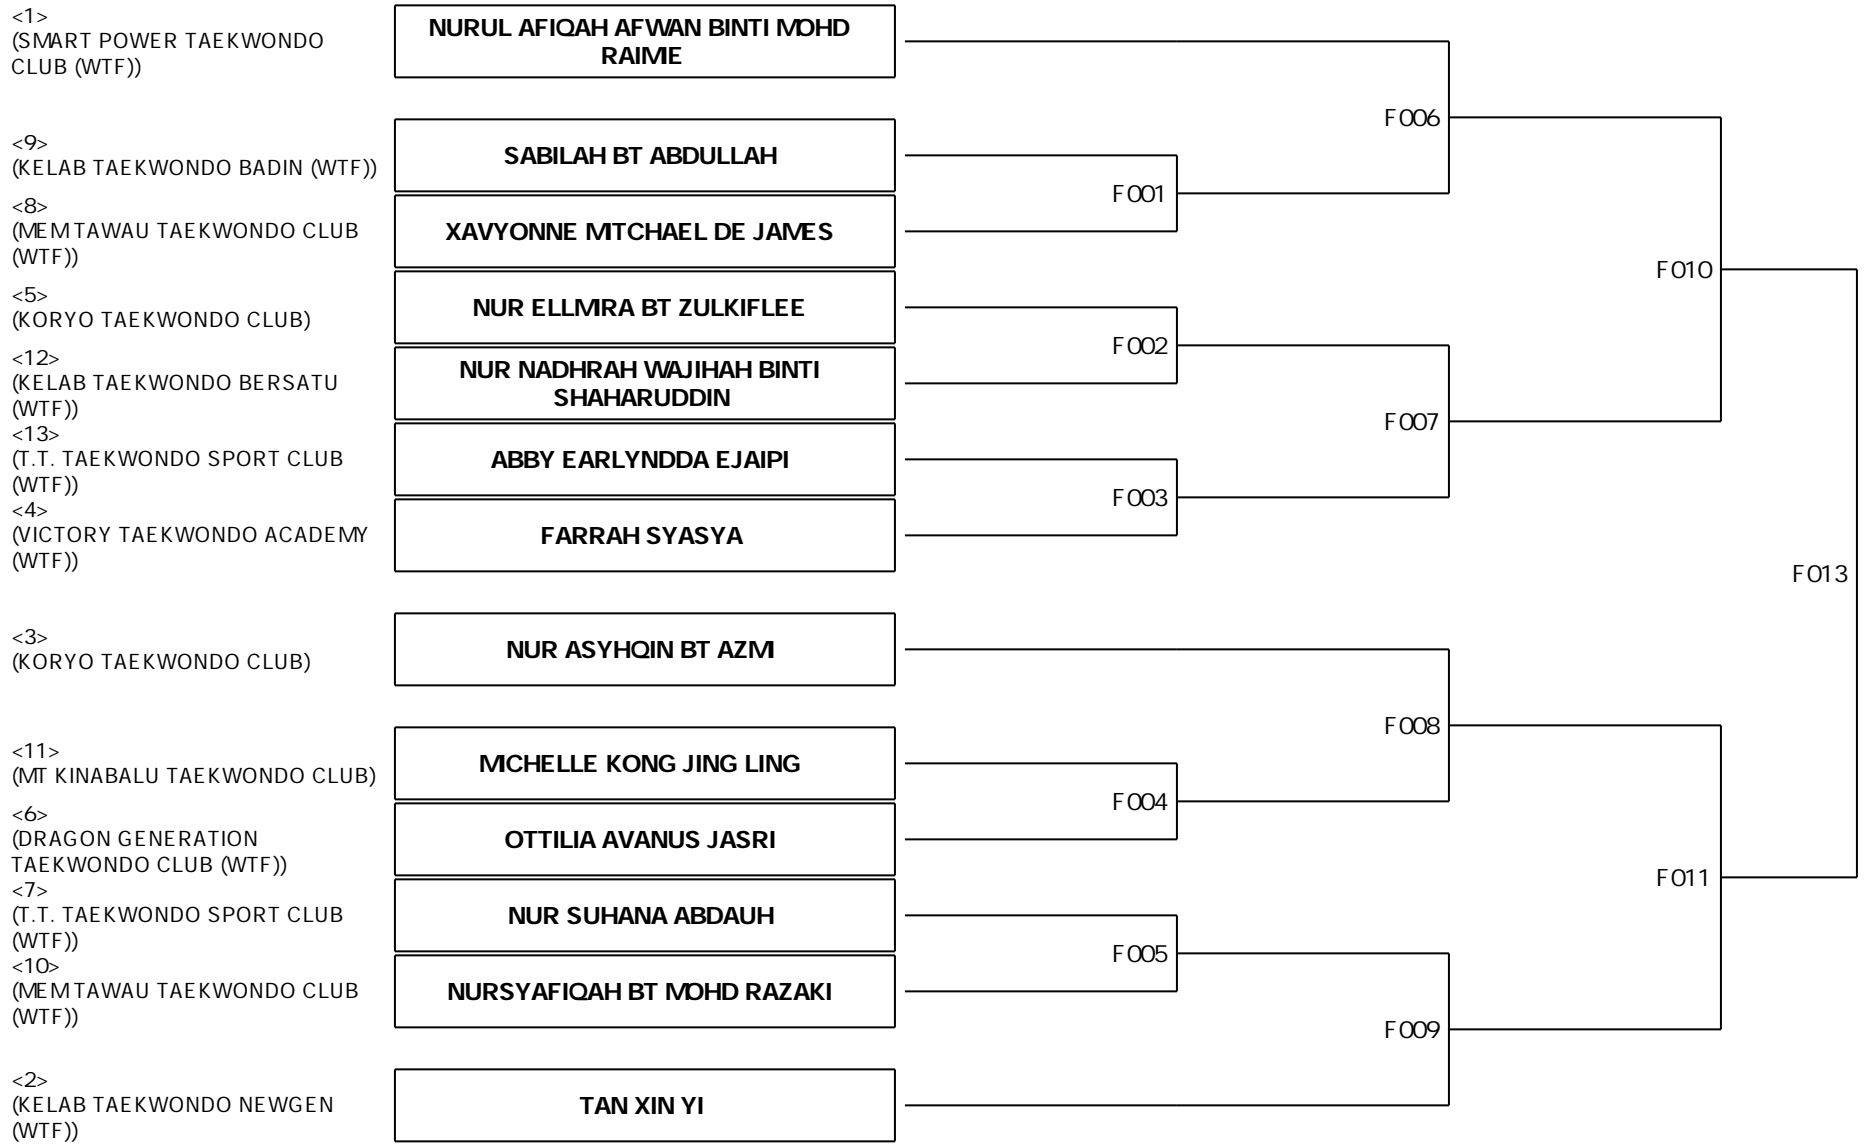 <1>
(SMART POWER TAEKWONDO
CLUB (WTF))
NURUL AFIQAH AFWAN BINTI MOHD
RAIMIE
F006
<9>
(KELAB TAEKWONDO BADIN (WTF))
SABILAH BT ABDULLAH
F001
<8>
(MEM TAWAU TAEKWONDO CLUB
(WTF))
XAVYONNE MITCHAEL DE JAMES
F010
<5>
(KORYO TAEKWONDO CLUB)
NUR ELLMIRA BT ZULKIFLEE
F002
<12>
(KELAB TAEKWONDO BERSATU
(WTF))
NUR NADHRAH WAJIHAH BINTI
SHAHARUDDIN
F007
<13>
(T.T. TAEKWONDO SPORT CLUB
(WTF))
ABBY EARLYNDDA EJAIPI
F003
<4>
(VICTORY TAEKWONDO ACADEMY
(WTF))
FARRAH SYASYA
F013
<3>
(KORYO TAEKWONDO CLUB)
NUR ASYHQIN BT AZMI
F008
<11>
(MT KINABALU TAEKWONDO CLUB)
MICHELLE KONG JING LING
F004
<6>
(DRAGON GENERATION
TAEKWONDO CLUB (WTF))
OTTILIA AVANUS JASRI
F011
<7>
(T.T. TAEKWONDO SPORT CLUB
(WTF))
NUR SUHANA ABDAUH
F005
<10>
(MEM TAWAU TAEKWONDO CLUB
(WTF))
NURSYAFIQAH BT MOHD RAZAKI
F009
<2>
(KELAB TAEKWONDO NEWGEN
(WTF))
TAN XIN YI